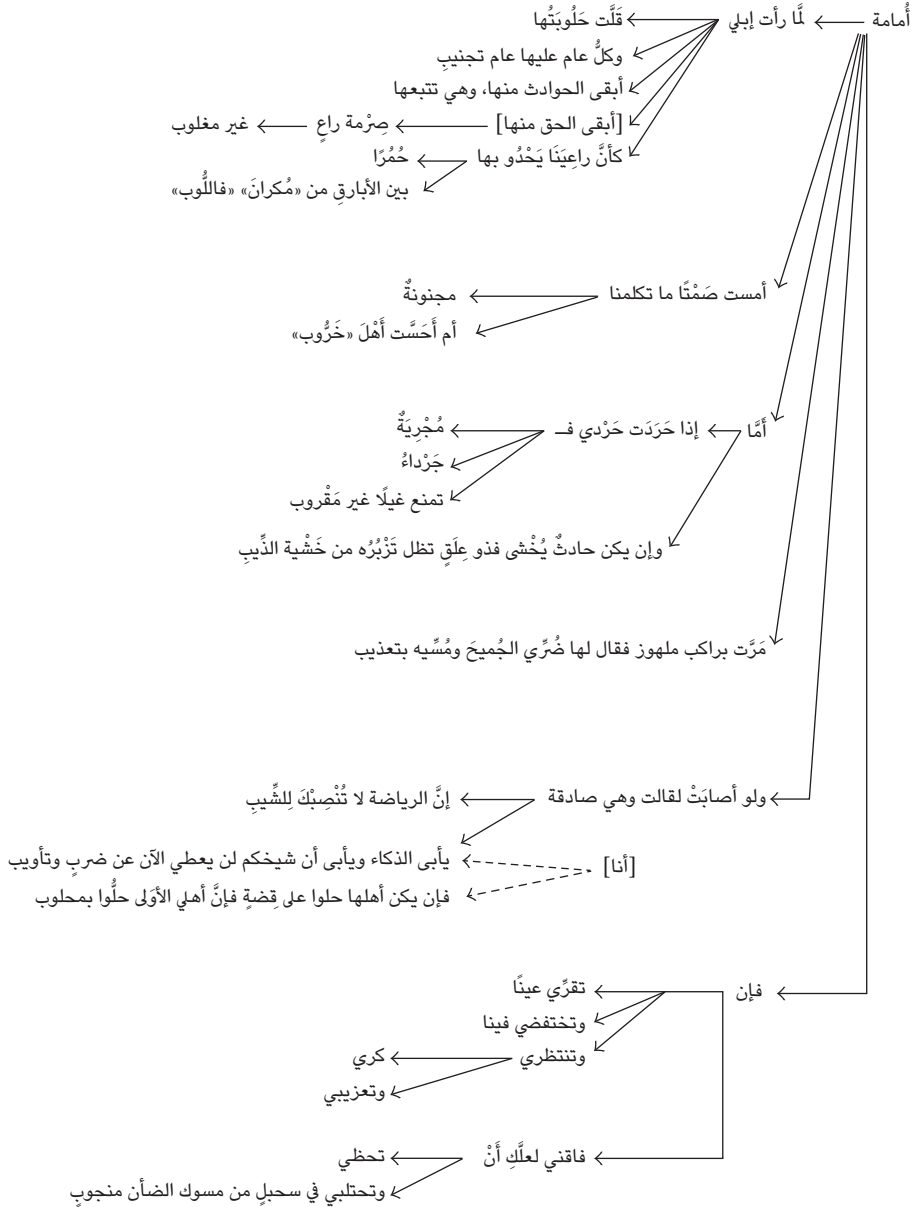 أُمامة لمَّا رأت إبلي قَلَّت حَلُوبَتُها
وكلُّ عام عليها عام تجنيبِ
أبقى الحوادث منها، وهي تتبعها
[أبقى الحق منها] صِرْمة راعٍ غير مغلوب
كأنَّ راعِيَنَا يَحْدُو بها حُمُرًا
بين الأبارقِ من «مُكرانَ» «فاللُّوب»
أمست صَمْتًا ما تكلمنا مجنونةٌ
أم أَحَسَّت أَهْلَ «خَرُّوب»
أَمَّا إذا حَرَدَت حَرْدي فـ مُجْرِيَةٌ
جَرْداءُ
تمنع غيلًا غير مَقْروب
وإن يكن حادثٌ يُخْشى فذو عِلَقٍ تظل تَزْبُرُه من خَشْية الذِّيبِ
مَرَّت براكب ملهوز فقال لها ضُرِّي الجُميحَ ومُسِّيه بتعذيب
ولو أصابَتْ لقالت وهي صادقة إنَّ الرياضة لا تُنْصِبْكَ لِلشِّيبِ
[أنا] يأبى الذكاء ويأبى أن شيخكم لن يعطي الآن عن ضربٍ وتأويب
فإن يكن أهلها حلوا على قِضةٍ فإنَّ أهلي الأوَلى حلُّوا بمحلوب
فإن تقرِّي عينًا
وتختفضي فينا
وتنتظري كري
وتعزيبي
فاقني لعلَّكِ أَنْ تحظي
وتحتلبي في سحبلٍ من مسوك الضأن منجوبٍ